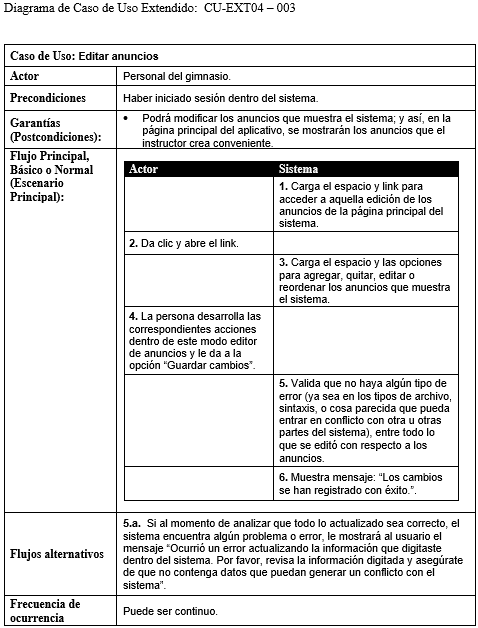 Diagrama de Caso de Uso Extendido:  CU-EXT04 – 003
Caso de Uso: Editar anuncios
Actor
Personal del gimnasio.
Precondiciones
Haber iniciado sesión dentro del sistema.
Garantías
(Postcondiciones):
• Podrá modificar los anuncios que muestra el sistema; y así, en la
página principal del aplicativo, se mostrarán los anuncios que el
instructor crea conveniente.
Flujo Principal,
Básico o Normal
(Escenario
Principal):
Actor
Sistema
1. Carga el espacio y link para
acceder a aquella edición de los
anuncios de la página principal del
sistema.
2. Da clic y abre el link.
3. Carga el espacio y las opciones
para agregar, quitar, editar o
reordenar los anuncios que muestra
el sistema.
4. La persona desarrolla las
correspondientes acciones
dentro de este modo editor
de anuncios y le da a la
opción “Guardar cambios”.
5. Valida que no haya algún tipo de
error (ya sea en los tipos de archivo,
sintaxis, o cosa parecida que pueda
entrar en conflicto con otra u otras
partes del sistema), entre todo lo
que se editó con respecto a los
anuncios.
6. Muestra mensaje: “Los cambios
se han registrado con éxito.”.
Flujos alternativos
5.a.  Si al momento de analizar que todo lo actualizado sea correcto, el
sistema encuentra algún problema o error, le mostrará al usuario el
mensaje “Ocurrió un error actualizando la información que digitaste
dentro del sistema. Por favor, revisa la información digitada y asegúrate
de que no contenga datos que puedan generar un conflicto con el
sistema”.
Frecuencia de
ocurrencia
Puede ser continuo.